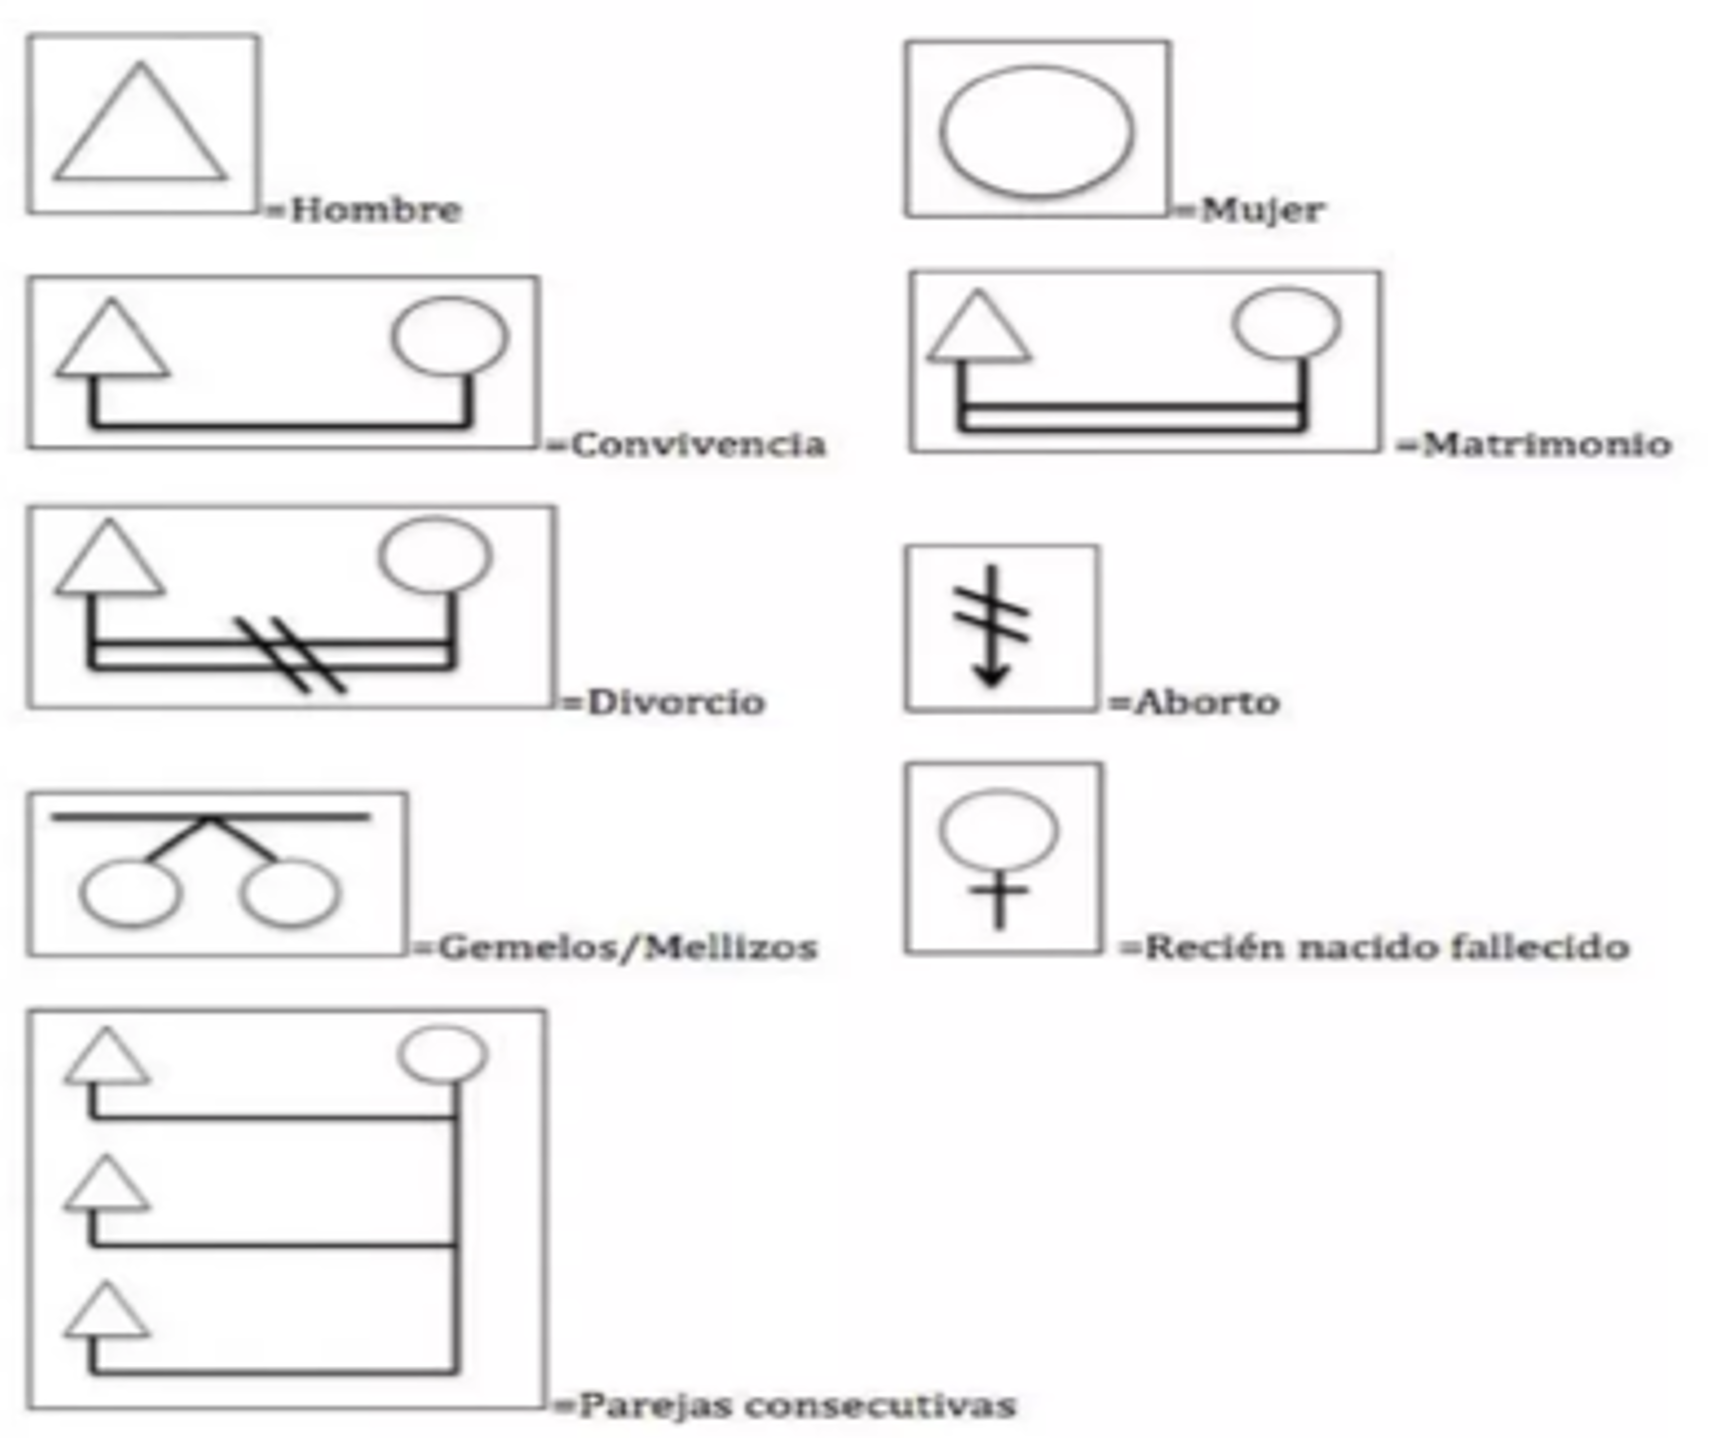 =Hombre
=Mujer
=Convivencia
=Matrimonio
=Divorcio
=Aborto
=Gemelos/Mellizos
=Recién nacido fallecido
=Parejas consecutivas